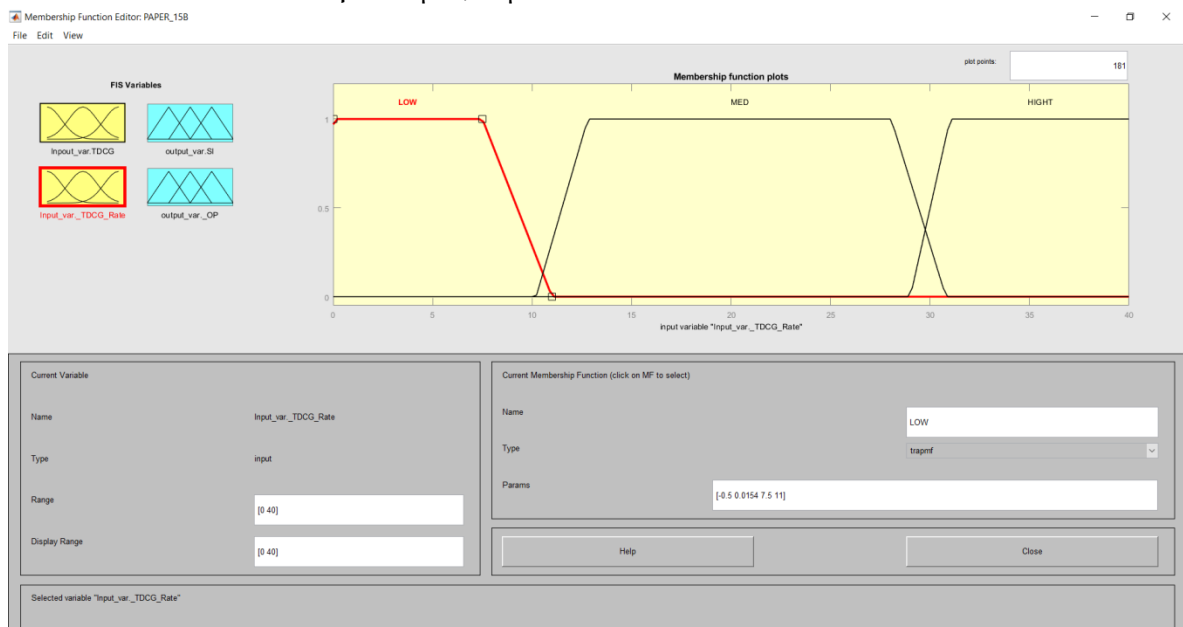 Membership Function Editor: PAPER_15B
File Edit View
plot points:
181
FIS Variables
Membership function plots
LOW
MED
HIGHT
Inpout_var.TDCG
output_var.SI
Input_var._TDCG_Rate
output_var._OP
1
0.5
0
0 5 10 15 20 25 30 35 40
input variable "Input_var._TDCG_Rate"
Current Variable
Name
Input_var._TDCG_Rate
Type
input
Range
[0 40]
Display Range
[0 40]
Current Membership Function (click on MF to select)
Name
LOW
Type
trapmf
Params
[-0.5 0.0154 7.5 11]
Help
Close
Selected variable "Input_var._TDCG_Rate"